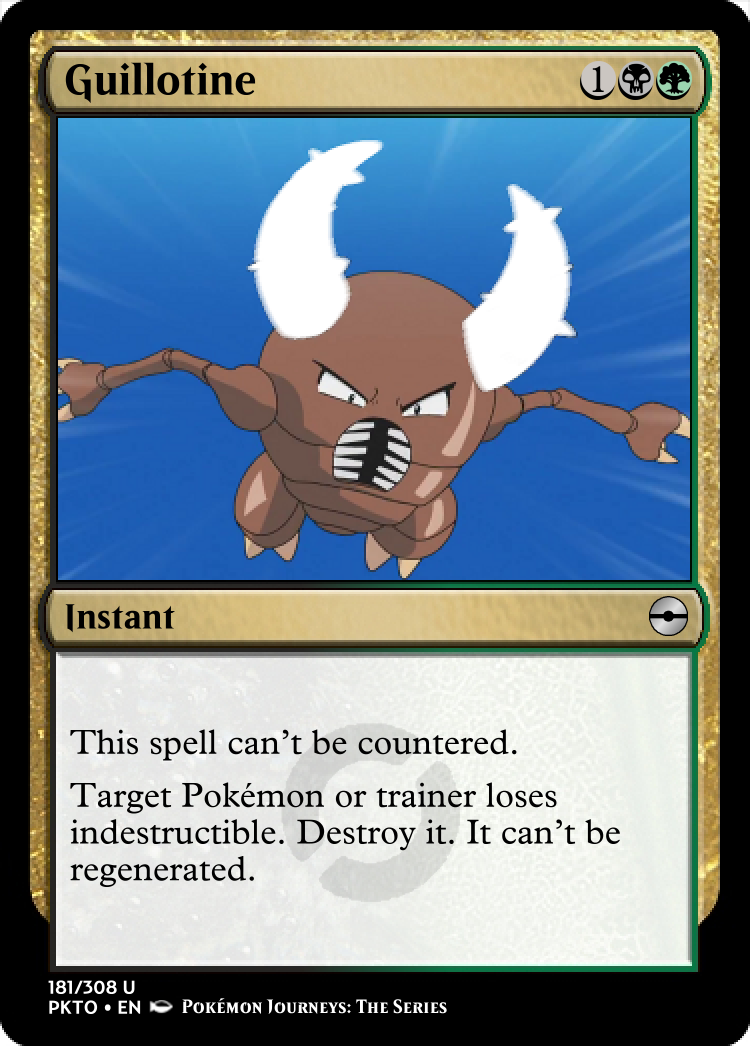 Guillotine 1
Instant
This spell can't be countered.
Target Pokémon or trainer loses
indestructible. Destroy it. It can't be
regenerated.
181/308 U
PKTO • EN Pokémon Journeys: The Series